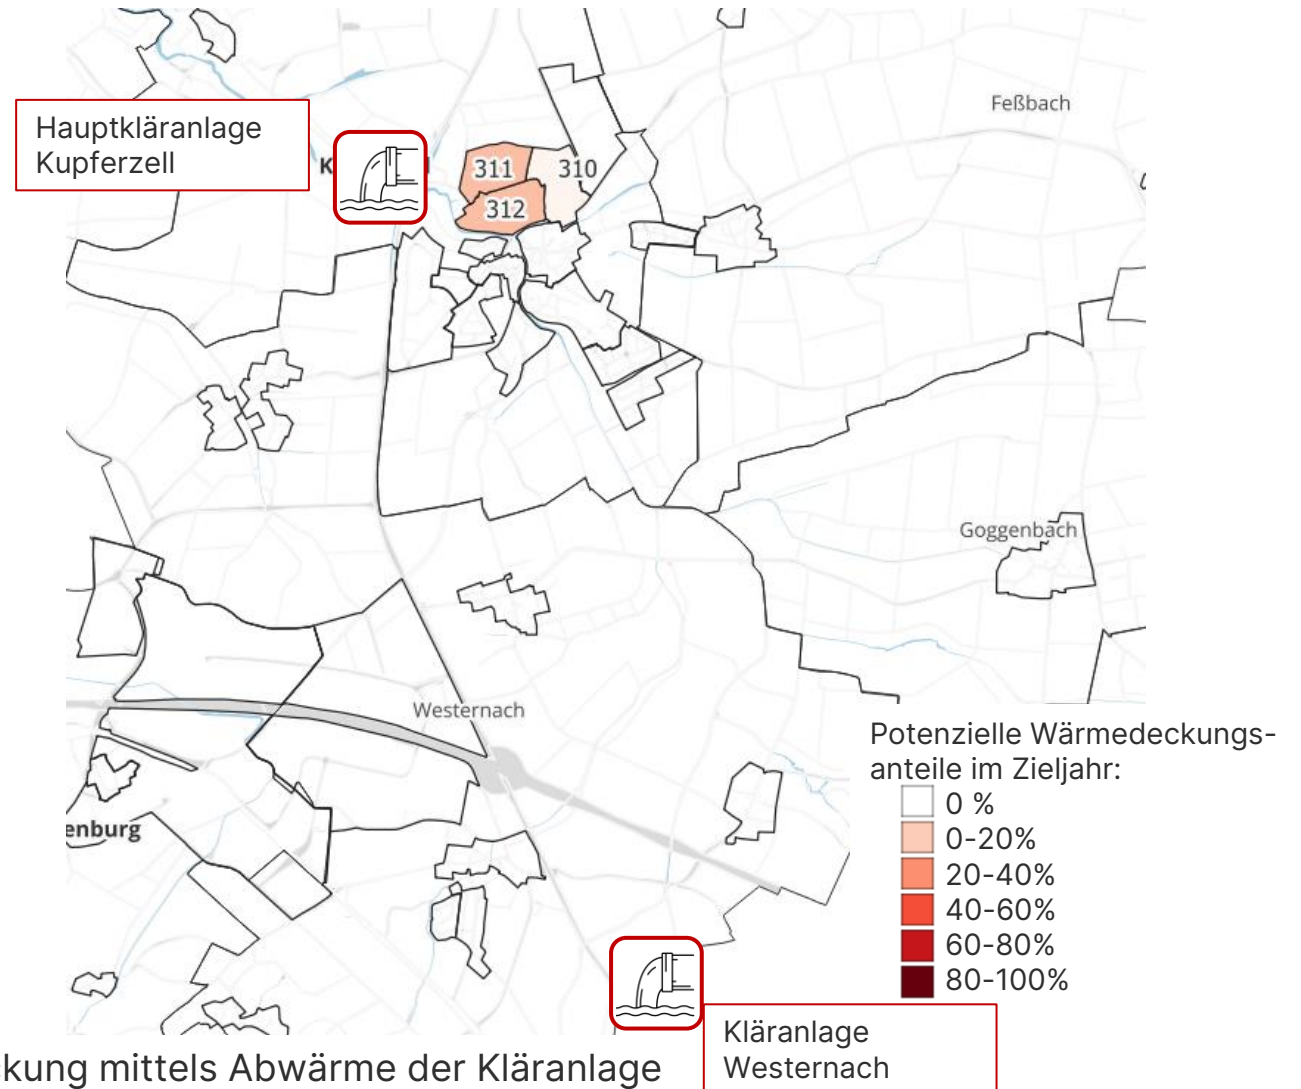 Feßbach
Hauptkläranlage
Kupferzell
K
311
310
312
Goggenbach
Westernach
enburg
Potenzielle Wärmedeckungs-
anteile im Zieljahr:
0 %
0-20%
20-40%
40-60%
60-80%
80-100%
Kläranlage
Westernach
kung mittels Abwärme der Kläranlage